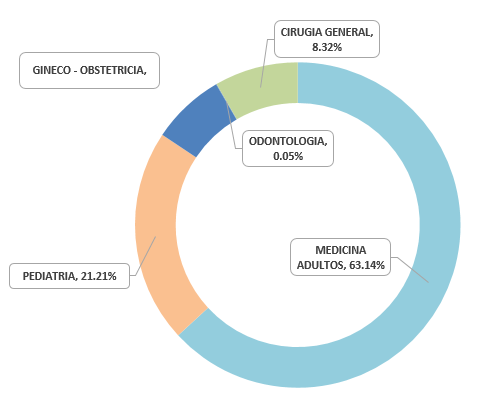 CIRUGIA GENERAL,
8.32%
GINECO - OBSTETRICIA,
ODONTOLOGIA,
0.05%
MEDICINA
ADULTOS, 63.14%
PEDIATRIA, 21.21%